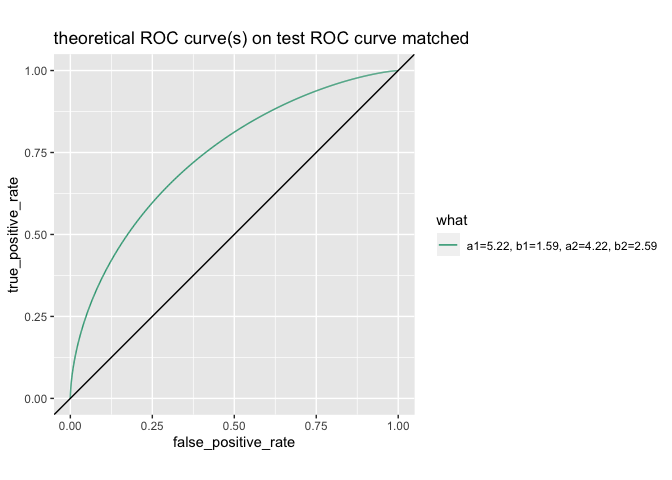 theoretical ROC curve(s) on test ROC curve matched
1.00
0.75
0.50
0.25
0.00
true_positive_rate
0.00 0.25 0.50 0.75 1.00
false_positive_rate
what
a1=5.22, b1=1.59, a2=4.22, b2=2.59